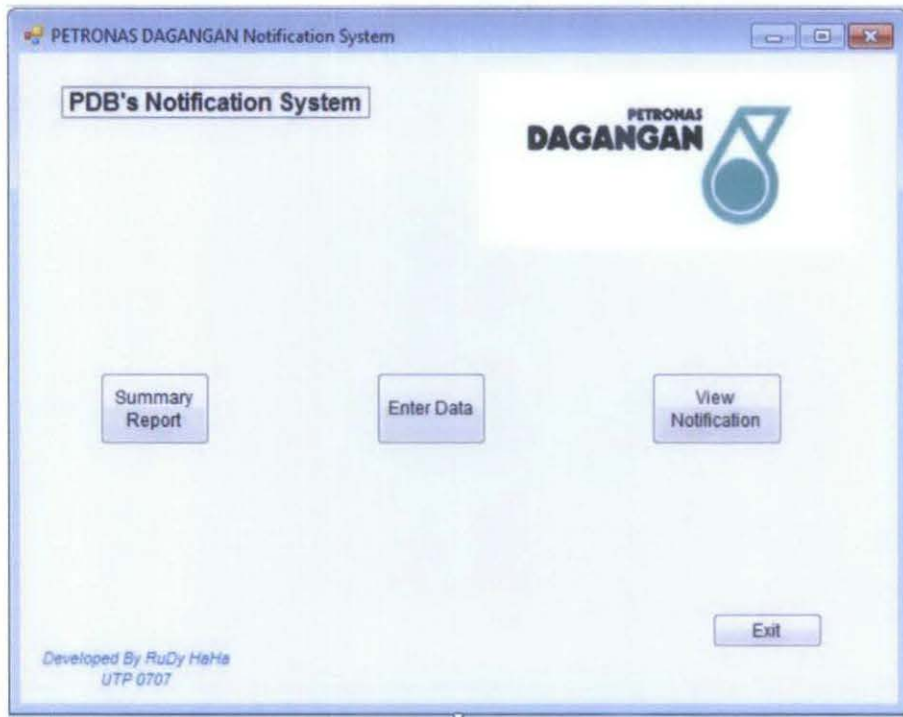 PETRONAS DAGANGAN Notification System
PDB's Notification System
PETRONAS
DAGANGAN
Summary
Report
Enter Data
View
Notification
Exit
Developed By RuDy HaHa
UTP 0707